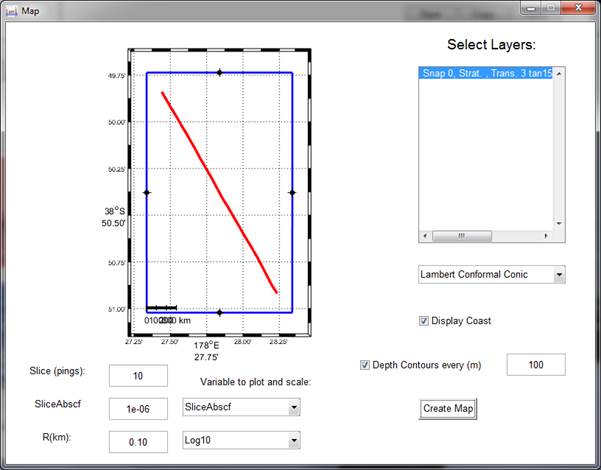 Map
Select Layers:
Snap 0, Strat. , Trans. 3 tan15
49.75'
50.00'
50.25'
38°S
50.50'
50.75'
51.00'
km
27.25
27.50'
27.75'
28.00'
28.25'
178°E
27.75'
Lambert Conformal Conic
Display Coast
Depth Contours every (m)
100
Create Map
Slice (pings):
10
Variable to plot and scale:
SliceAbscf
1e-06
SliceAbscf
R(km):
0.10
Log10